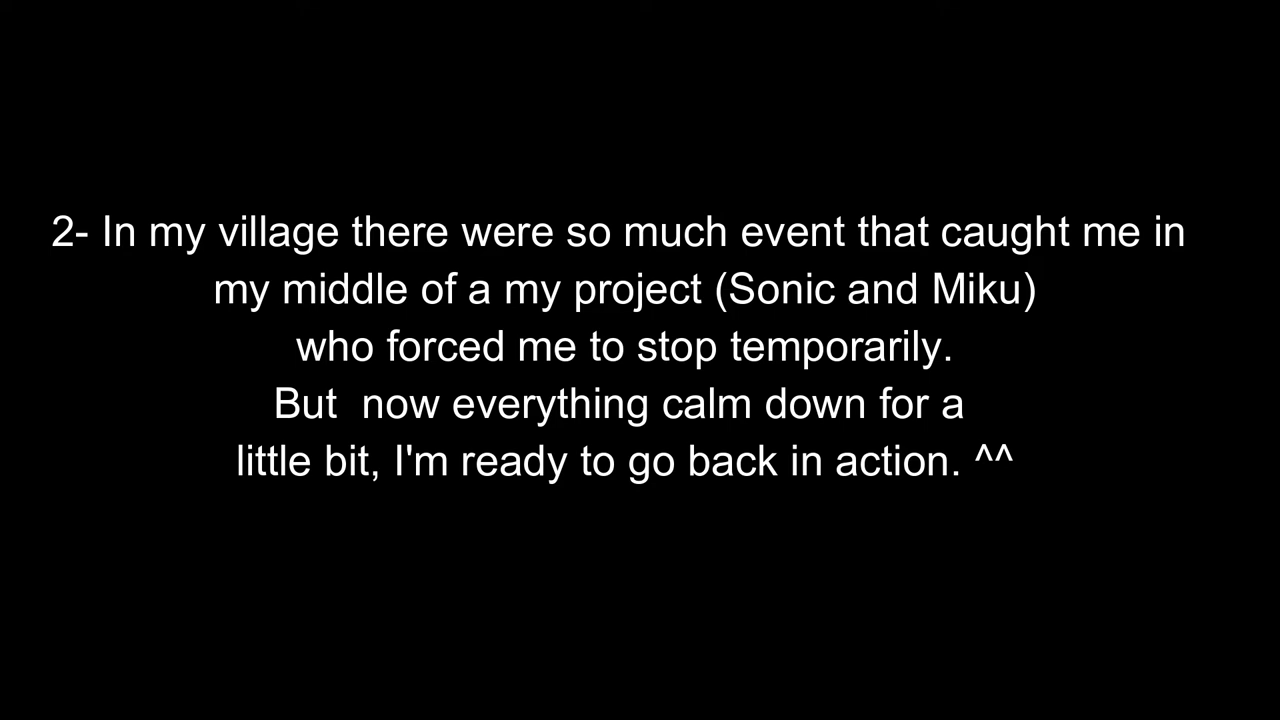 2- In my village there were so much event that caught me in
my middle of a my project (Sonic and Miku)
who forced me to stop temporarily.
But  now everything calm down for a
little bit, I'm ready to go back in action. ^^